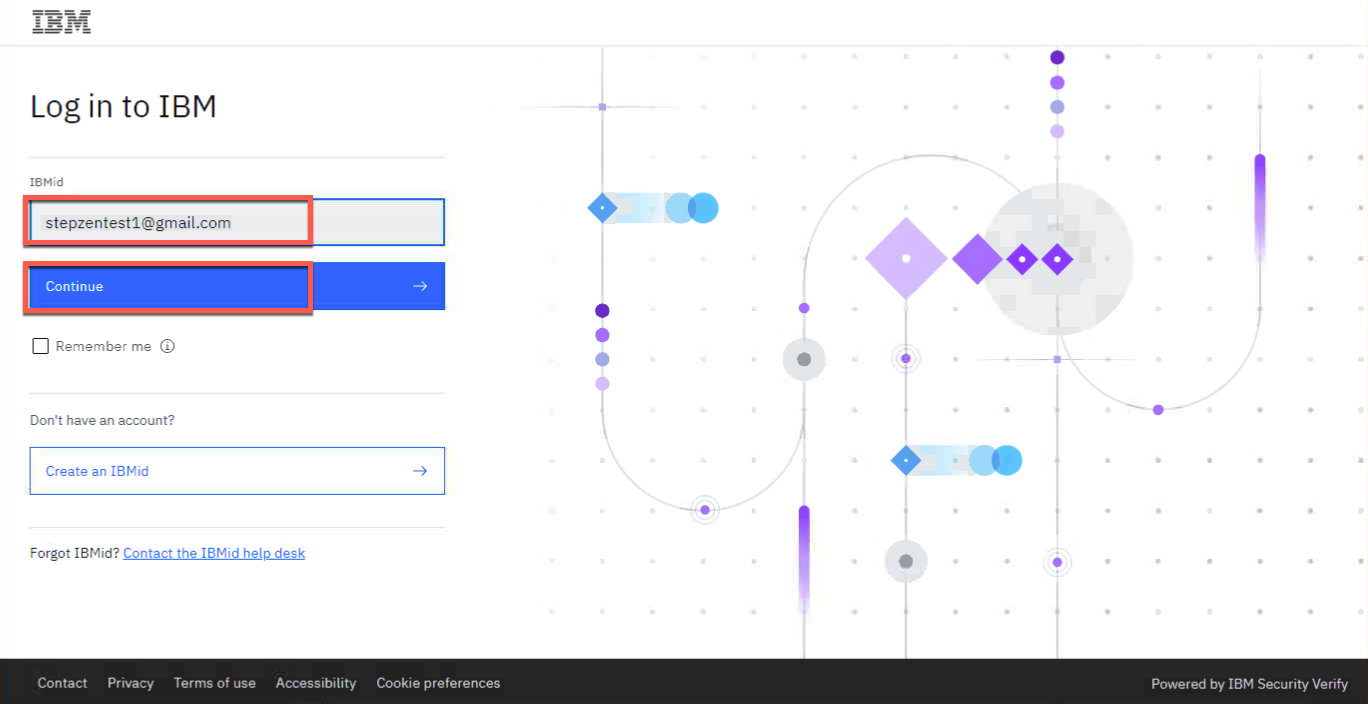 IBM
Log in to IBM
IBMid
stepzentest1@gmail.com
Continue
Remember me
Don't have an account?
Create an IBMid
Forgot IBMid? Contact the IBMid help desk
Contact Privacy Terms of use Accessibility Cookie preferences Powered by IBM Security Verify